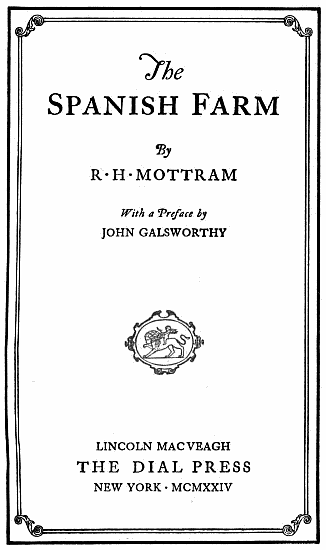 The
SPANISH FARM
By
R·H·MOTTRAM
With a Preface by
JOHN GALSWORTHY
LINCOLN MACVEAGH
THE DIAL PRESS
NEW YORK · MCMXXIV